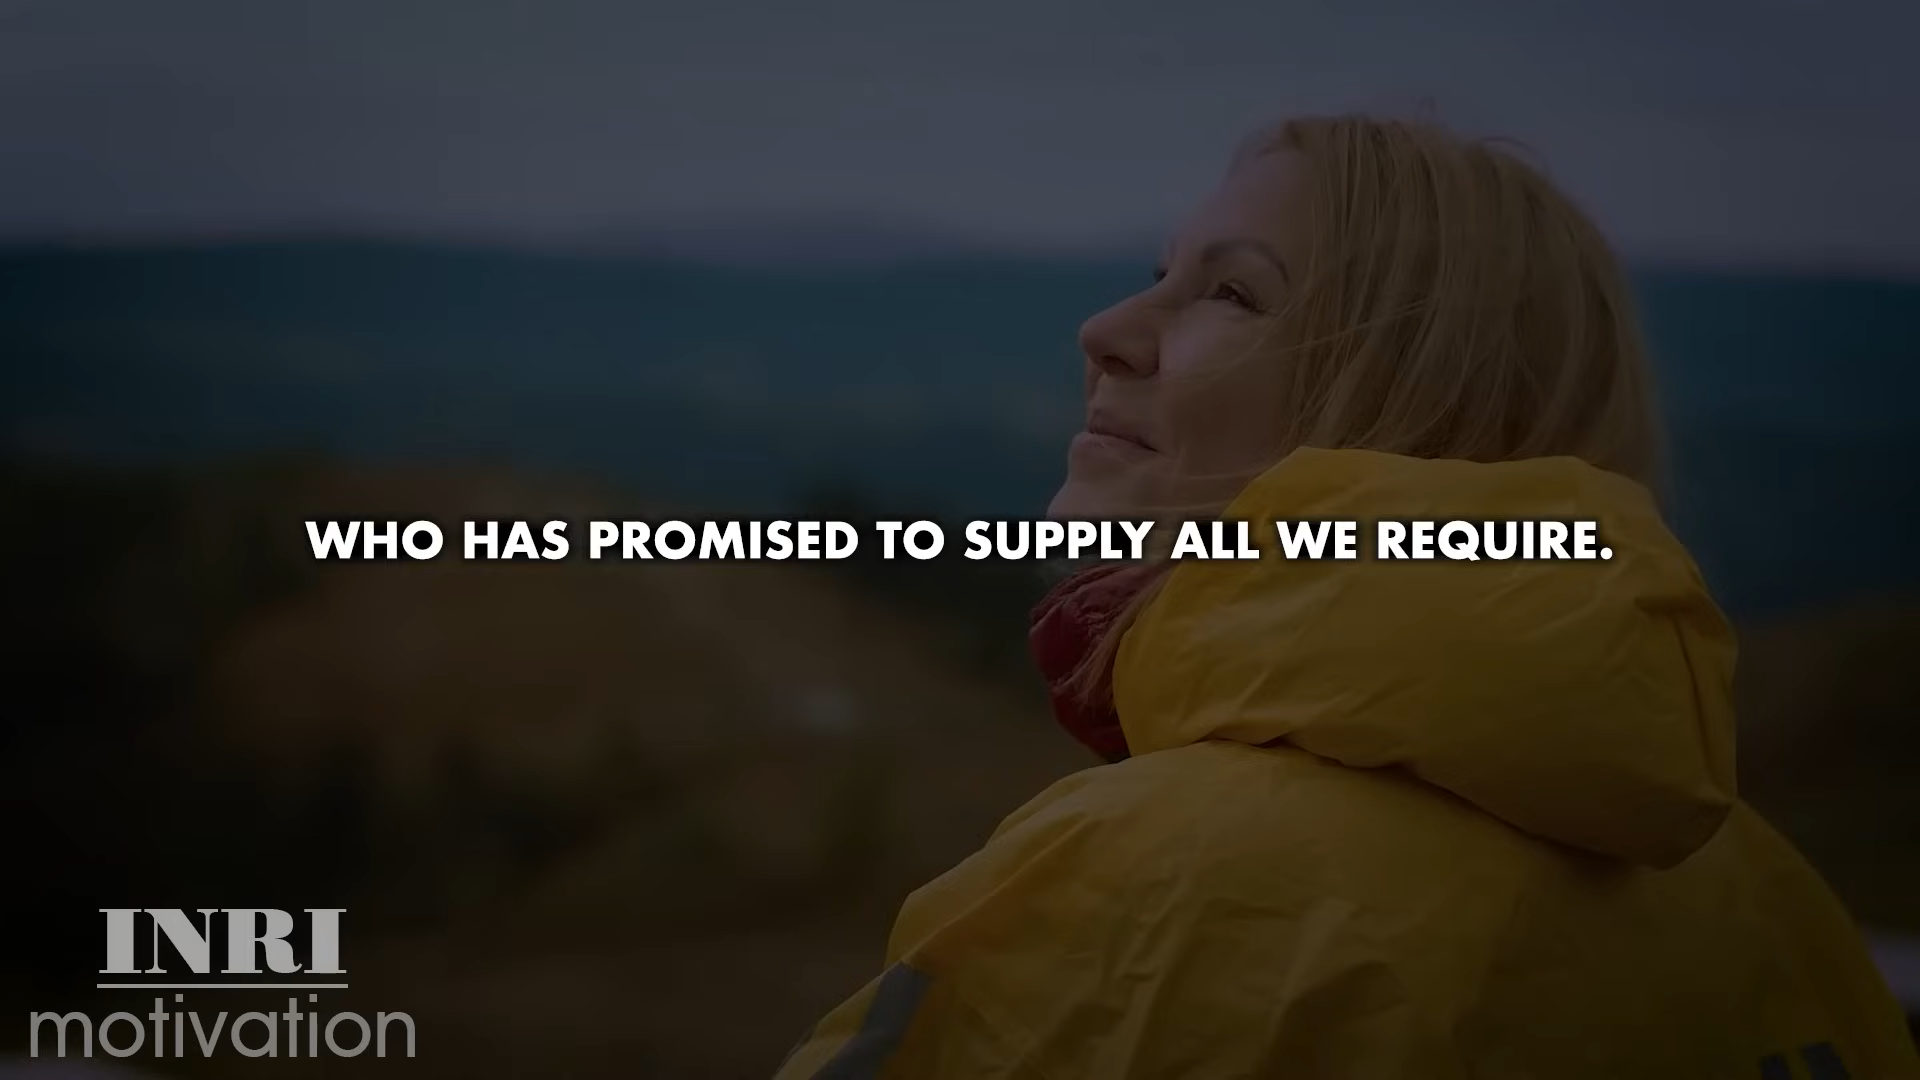 WHO HAS PROMISED TO SUPPLY ALL WE REQUIRE.
INRI
motivation